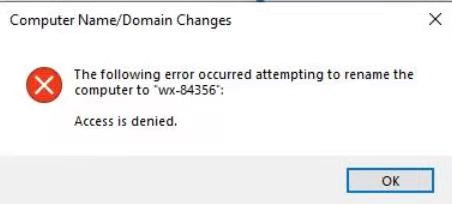 Computer Name/Domain Changes
The following error occurred attempting to rename the
computer to "wx-84356":
Access is denied.
OK